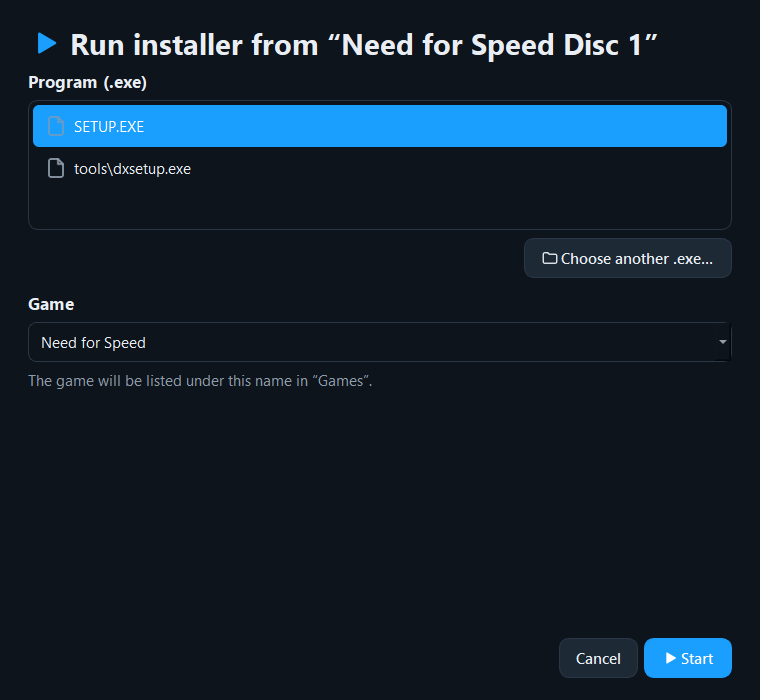 Run installer from “Need for Speed Disc 1”
Program (.exe)
SETUP.EXE
tools\dxsetup.exe
Choose another .exe...
Game
Need for Speed
The game will be listed under this name in “Games”.
Cancel
Start